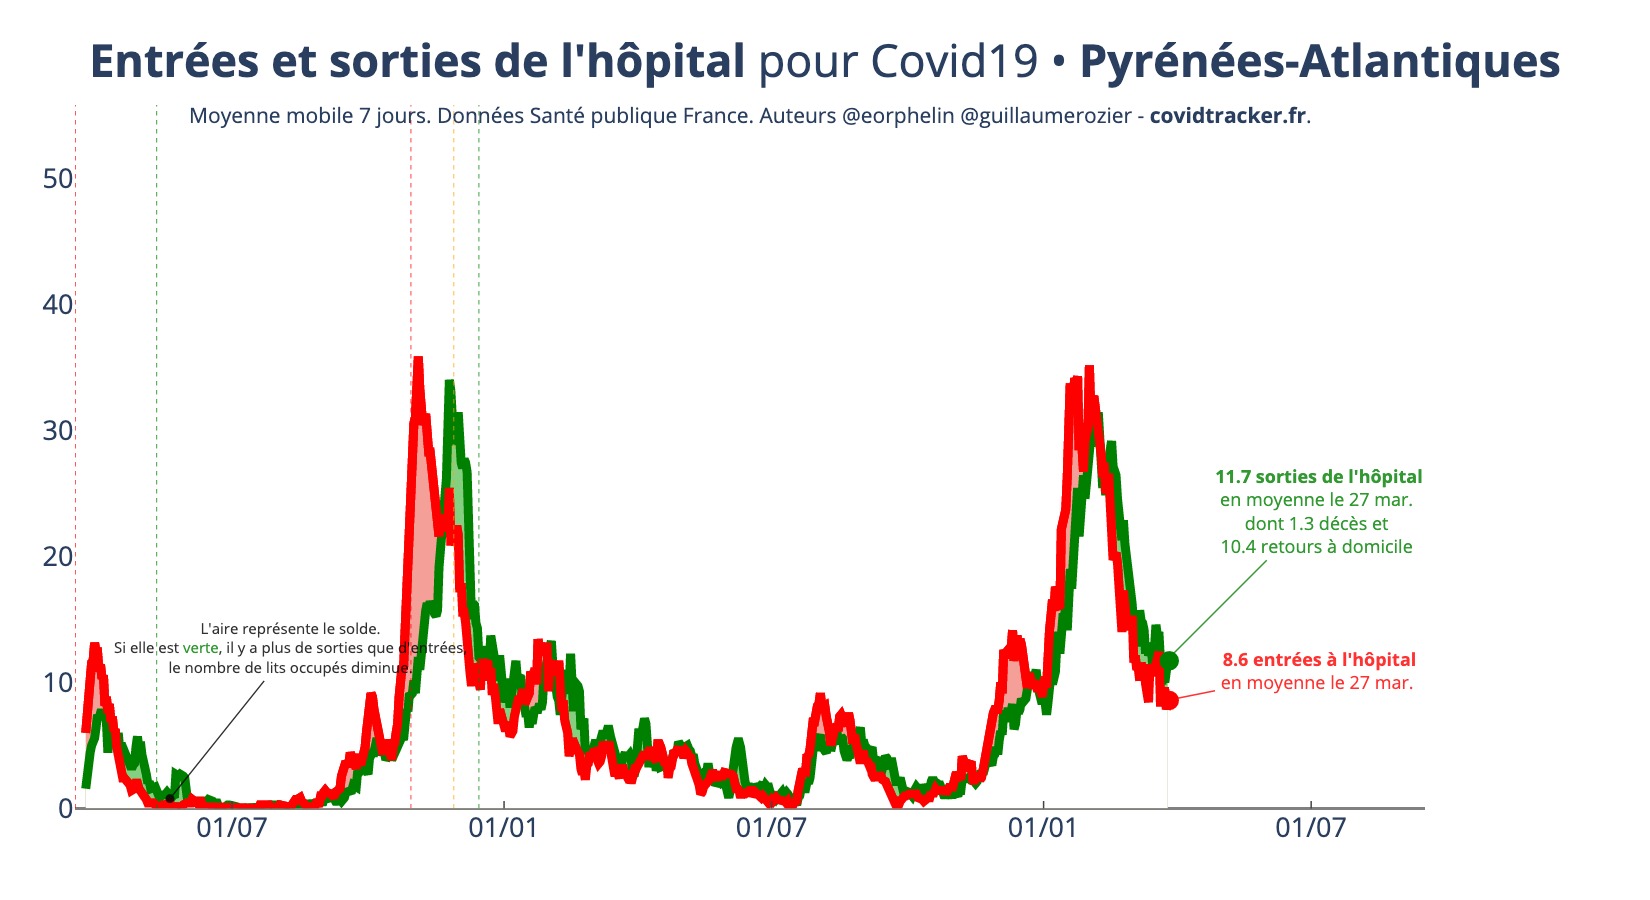 Entrées et sorties de l'hôpital pour Covid19 • Pyrénées-Atlantiques
Moyenne mobile 7 jours. Données Santé publique France. Auteurs @eorphelin @guillaumerozier - covidtracker.fr.
50
40
30
20
10
0
L'aire représente le solde.
Si elle est verte, il y a plus de sorties que d'entrées,
le nombre de lits occupés diminue.
11.7 sorties de l'hôpital
en moyenne le 27 mar.
dont 1.3 décès et
10.4 retours à domicile
8.6 entrées à l'hôpital
en moyenne le 27 mar.
01/07
01/01
01/07
01/01
01/07